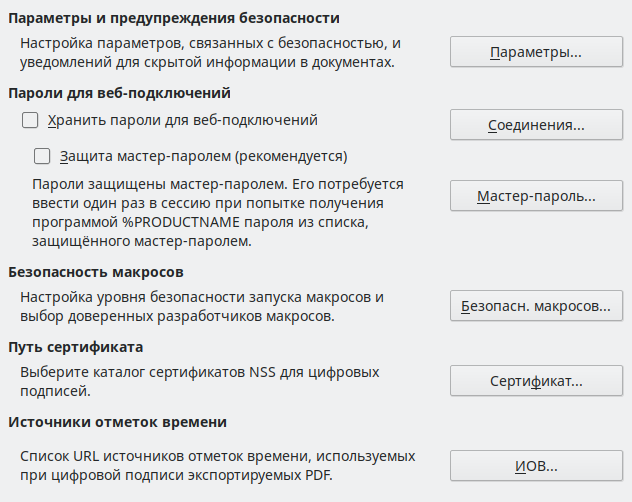 Параметры и предупреждения безопасности
Настройка параметров, связанных с безопасностью, и
уведомлений для скрытой информации в документах.
Параметры...
Пароли для веб-подключений
Хранить пароли для веб-подключений
Соединения...
Защита мастер-паролем (рекомендуется)
Пароли защищены мастер-паролем. Его потребуется
ввести один раз в сессию при попытке получения
программой %PRODUCTNAME пароля из списка,
защищённого мастер-паролем.
Мастер-пароль...
Безопасность макросов
Настройка уровня безопасности запуска макросов и
выбор доверенных разработчиков макросов.
Безопасн. макросов...
Путь сертификата
Выберите каталог сертификатов NSS для цифровых
подписей.
Сертификат...
Источники отметок времени
Список URL источников отметок времени, используемых
при цифровой подписи экспортируемых PDF.
ИОВ...